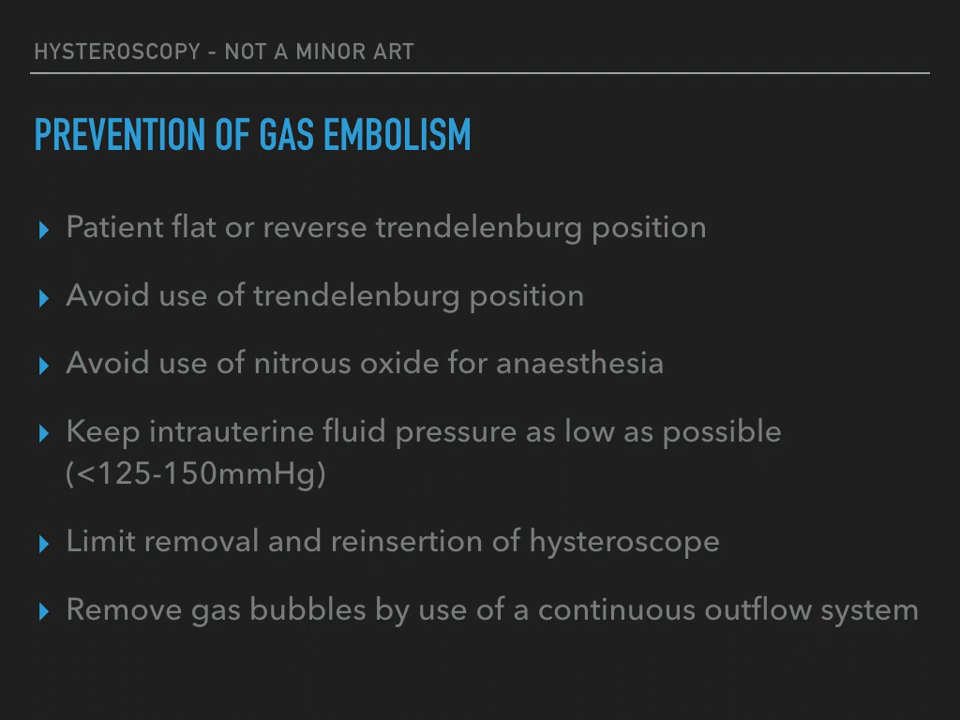 HYSTEROSCOPY - NOT A MINOR ART
PREVENTION OF GAS EMBOLISM
Patient flat or reverse trendelenburg position
Avoid use of trendelenburg position
Avoid use of nitrous oxide for anaesthesia
Keep intrauterine fluid pressure as low as possible
(<125-150mmHg)
Limit removal and reinsertion of hysteroscope
Remove gas bubbles by use of a continuous outflow system